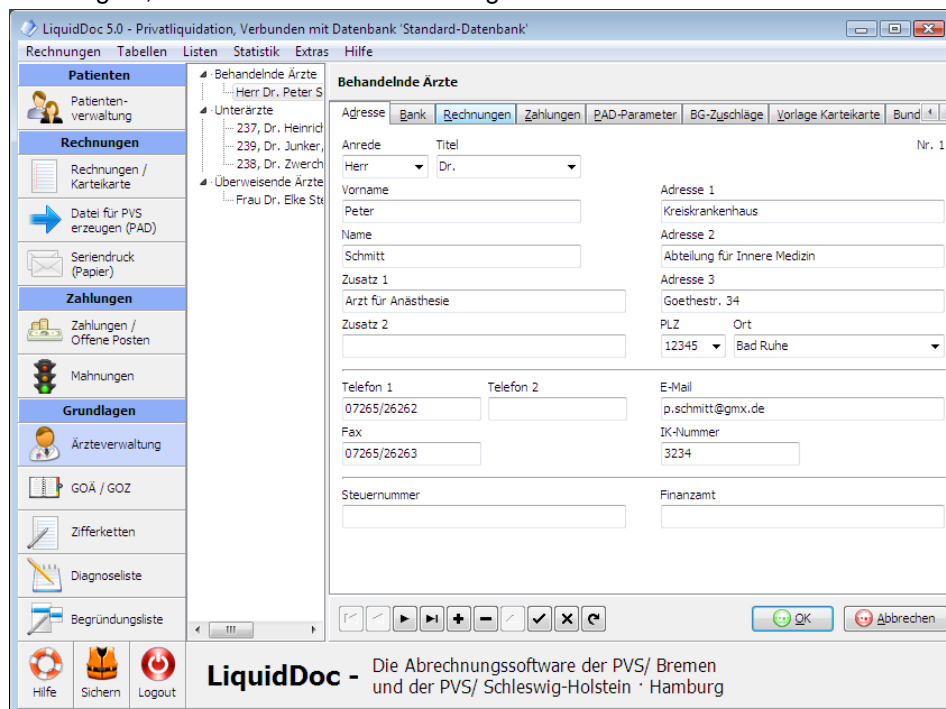 LiquidDoc 5.0 - Privatliquidation, Verbunden mit Datenbank 'Standard-Datenbank'
Rechnungen Tabellen Listen Statistik Extras Hilfe
Patienten
Patienten-
verwaltung
Rechnungen
Rechnungen /
Karteikarte
Datei für PVS
erzeugen (PAD)
Seriendruck
(Papier)
Zahlungen
Zahlungen /
Offene Posten
Mahnungen
Grundlagen
Ärzteverwaltung
GOÄ / GOZ
Zifferketten
Diagnoseliste
Begründungsliste
Behandelnde Ärzte
Herr Dr. Peter S
Unterärzte
237, Dr. Heinrich
239, Dr. Junker,
238, Dr. Zwerch
Überweisende Ärzte
Frau Dr. Elke Ste
Behandelnde Ärzte
Adresse Bank Rechnungen Zahlungen PAD-Parameter BG-Zuschläge Vorlage Karteikarte Bund
Anrede Titel Nr. 1
Herr Dr.
Vorname Adresse 1
Peter Kreiskrankenhaus
Name Adresse 2
Schmitt Abteilung für Innere Medizin
Zusatz 1 Adresse 3
Arzt für Anästhesie Goethestr. 34
Zusatz 2 PLZ Ort
12345 Bad Ruhe
Telefon 1 Telefon 2 E-Mail
07265/26262 p.schmitt@gmx.de
Fax IK-Nummer
07265/26263 3234
Steuernummer Finanzamt
OK Abbrechen
Hilfe Sichern Logout
LiquidDoc - Die Abrechnungssoftware der PVS/ Bremen
und der PVS/ Schleswig-Holstein · Hamburg